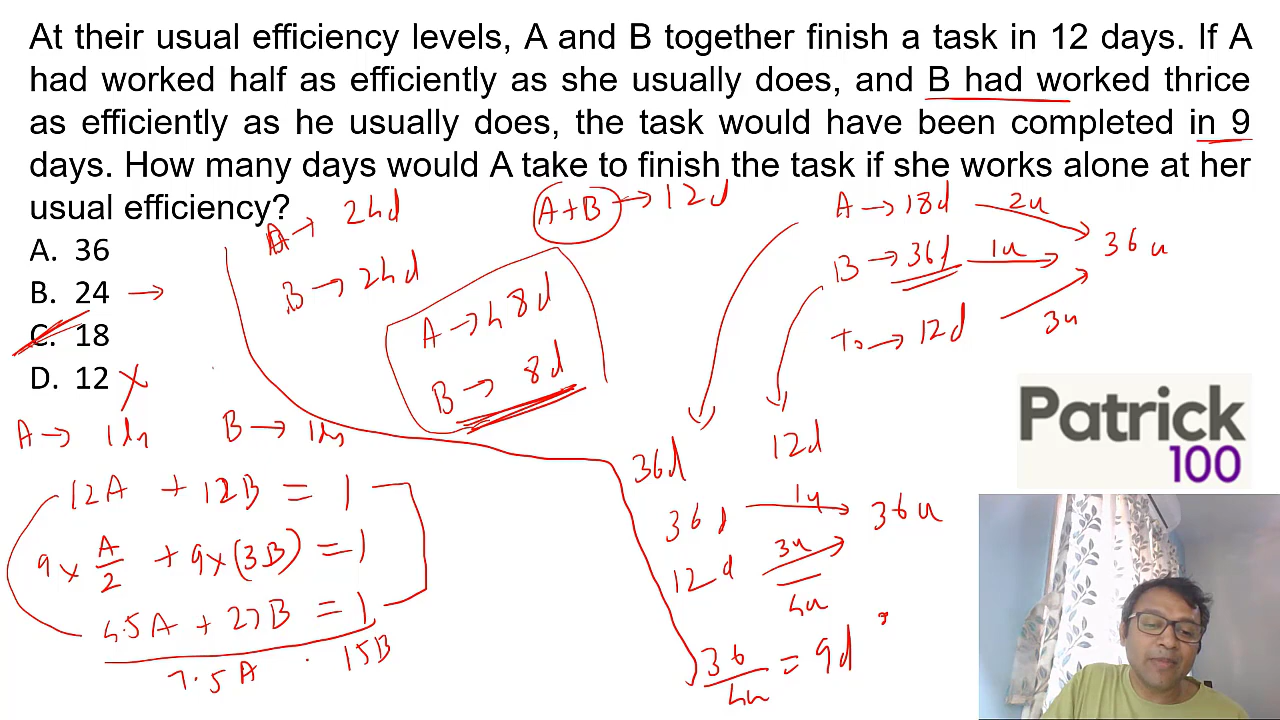 At their usual efficiency levels, A and B together finish a task in 12 days. If A
had worked half as efficiently as she usually does, and B had worked thrice
as efficiently as he usually does, the task would have been completed in 9
days. How many days would A take to finish the task if she works alone at her
usual efficiency?
A. 36
B. 24 →
C. 18
D. 12 X
A → 24d
B → 24d
A+B → 12d
A → 48d
B → 8d
A → 18d 2u
B → 36d 1u 36u
To → 12d 3u
36d 12d
36d 1u 36u
12d 3u
4u
36/4u = 9d
A → 1dy B → 1dy
12A + 12B = 1
9 x A/2 + 9x(3B) = 1
4.5A + 27B = 1
7.5A . 15B
Patrick
100